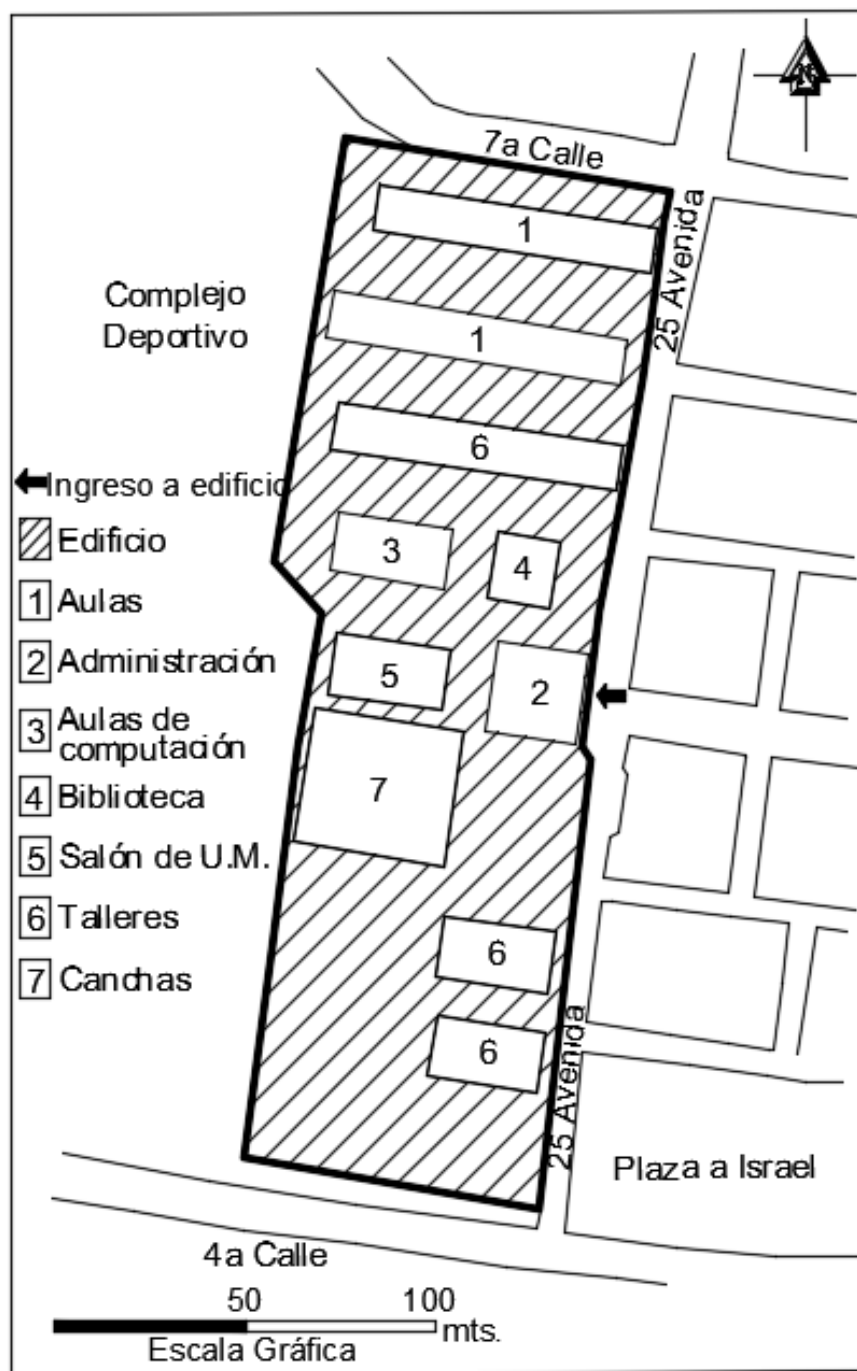 N
7a Calle
1
25 Avenida
Complejo
Deportivo
1
6
Ingreso a edificio
3
4
Edificio
1 Aulas
2 Administración
5
2
3 Aulas de
computación
4 Biblioteca
7
5 Salón de U.M.
6 Talleres
6
7 Canchas
6
25 Avenida
Plaza a Israel
4a Calle
50 100
mts.
Escala Gráfica